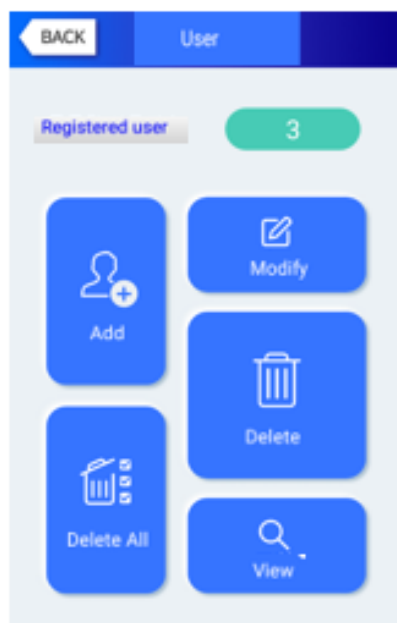 BACK
User
Registered user
3
Add
Modify
Delete
Delete All
View